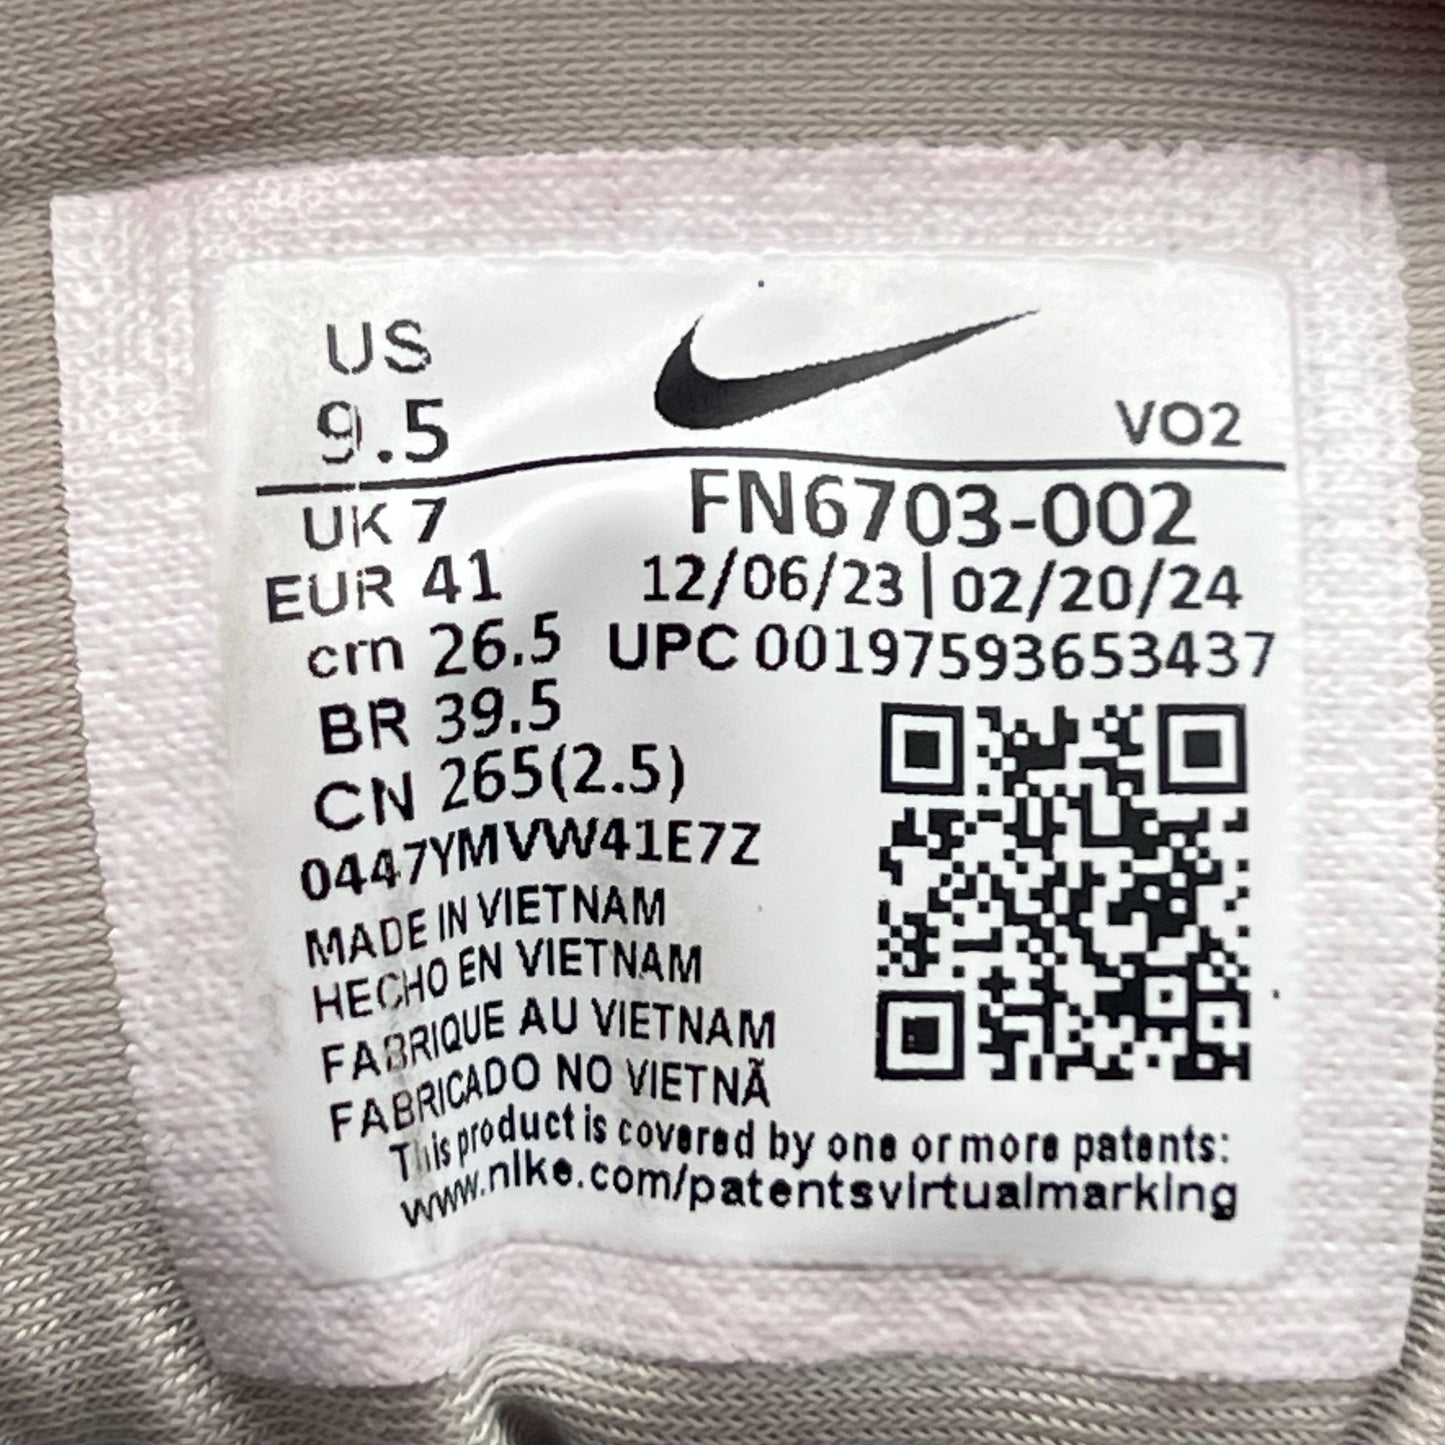 US
9.5
VO2
UK 7
FN6703-002
EUR 41
12/06/23 | 02/20/24
cm 26.5
UPC 00197593653437
BR 39.5
CN 265(2.5)
0447YMVW41E7Z
MADE IN VIETNAM
HECHO EN VIETNAM
FABRIQUE AU VIETNAM
FABRICADO NO VIETNÃ
This product is covered by one or more patents:
www.nike.com/patentsvirtualmarking